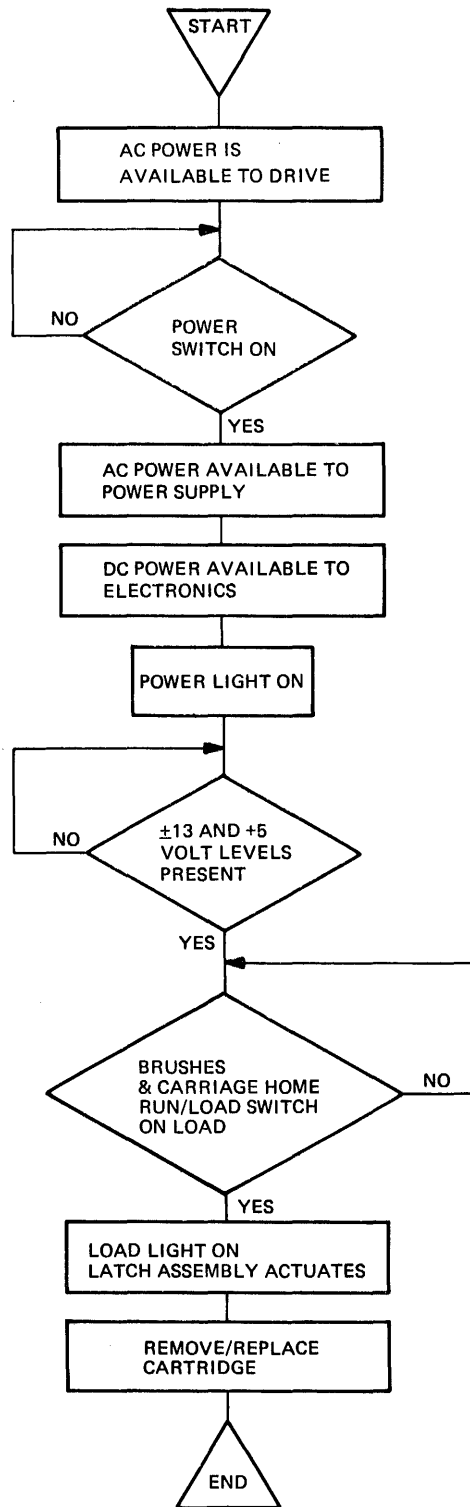 START
AC POWER IS
AVAILABLE TO DRIVE
NO
POWER
SWITCH ON
YES
AC POWER AVAILABLE TO
POWER SUPPLY
DC POWER AVAILABLE TO
ELECTRONICS
POWER LIGHT ON
NO
±13 AND +5
VOLT LEVELS
PRESENT
YES
BRUSHES
& CARRIAGE HOME
RUN/LOAD SWITCH
ON LOAD
NO
YES
LOAD LIGHT ON
LATCH ASSEMBLY ACTUATES
REMOVE/REPLACE
CARTRIDGE
END